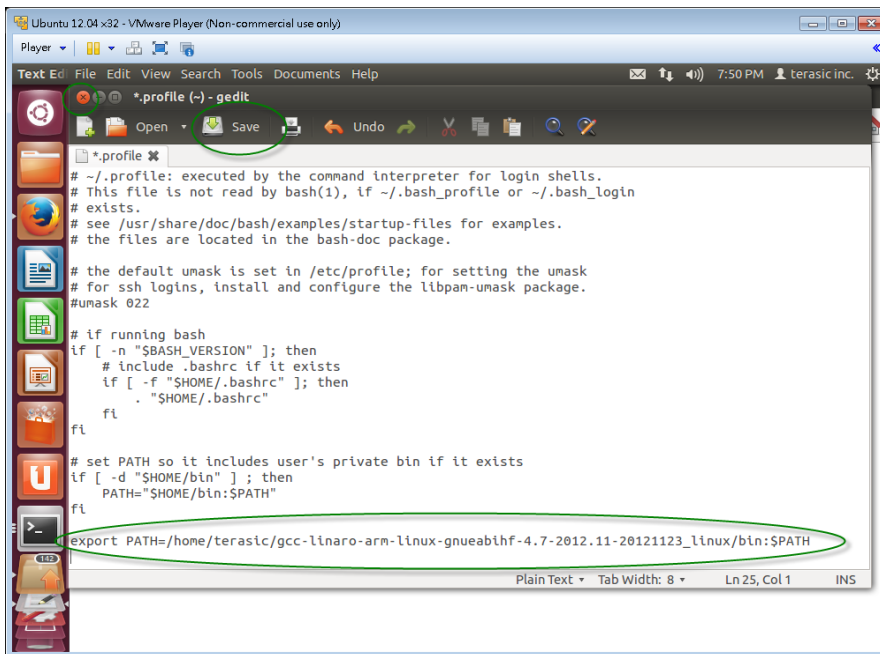 Ubuntu 12.04 x32 - VMware Player (Non-commercial use only)
Player
Text Ed File Edit View Search Tools Documents Help 7:50 PM terasic inc.
*.profile (~) - gedit
Open Save Undo
*.profile
# ~/.profile: executed by the command interpreter for login shells.
# This file is not read by bash(1), if ~/.bash_profile or ~/.bash_login
# exists.
# see /usr/share/doc/bash/examples/startup-files for examples.
# the files are located in the bash-doc package.
# the default umask is set in /etc/profile; for setting the umask
# for ssh logins, install and configure the libpam-umask package.
#umask 022
# if running bash
if [ -n "$BASH_VERSION" ]; then
    # include .bashrc if it exists
    if [ -f "$HOME/.bashrc" ]; then
        . "$HOME/.bashrc"
    fi
fi
# set PATH so it includes user's private bin if it exists
if [ -d "$HOME/bin" ] ; then
    PATH="$HOME/bin:$PATH"
fi
export PATH=/home/terasic/gcc-linaro-arm-linux-gnueabihf-4.7-2012.11-20121123_linux/bin:$PATH
142
Plain Text Tab Width: 8 Ln 25, Col 1 INS